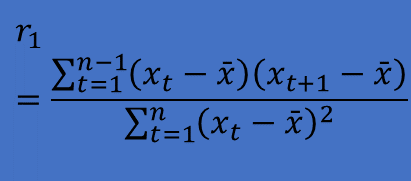 r₁
= ∑ₜ₌₁ⁿ⁻¹(xₜ − x̄)(xₜ₊₁ − x̄) / ∑ₜ₌₁ⁿ(xₜ − x̄)²